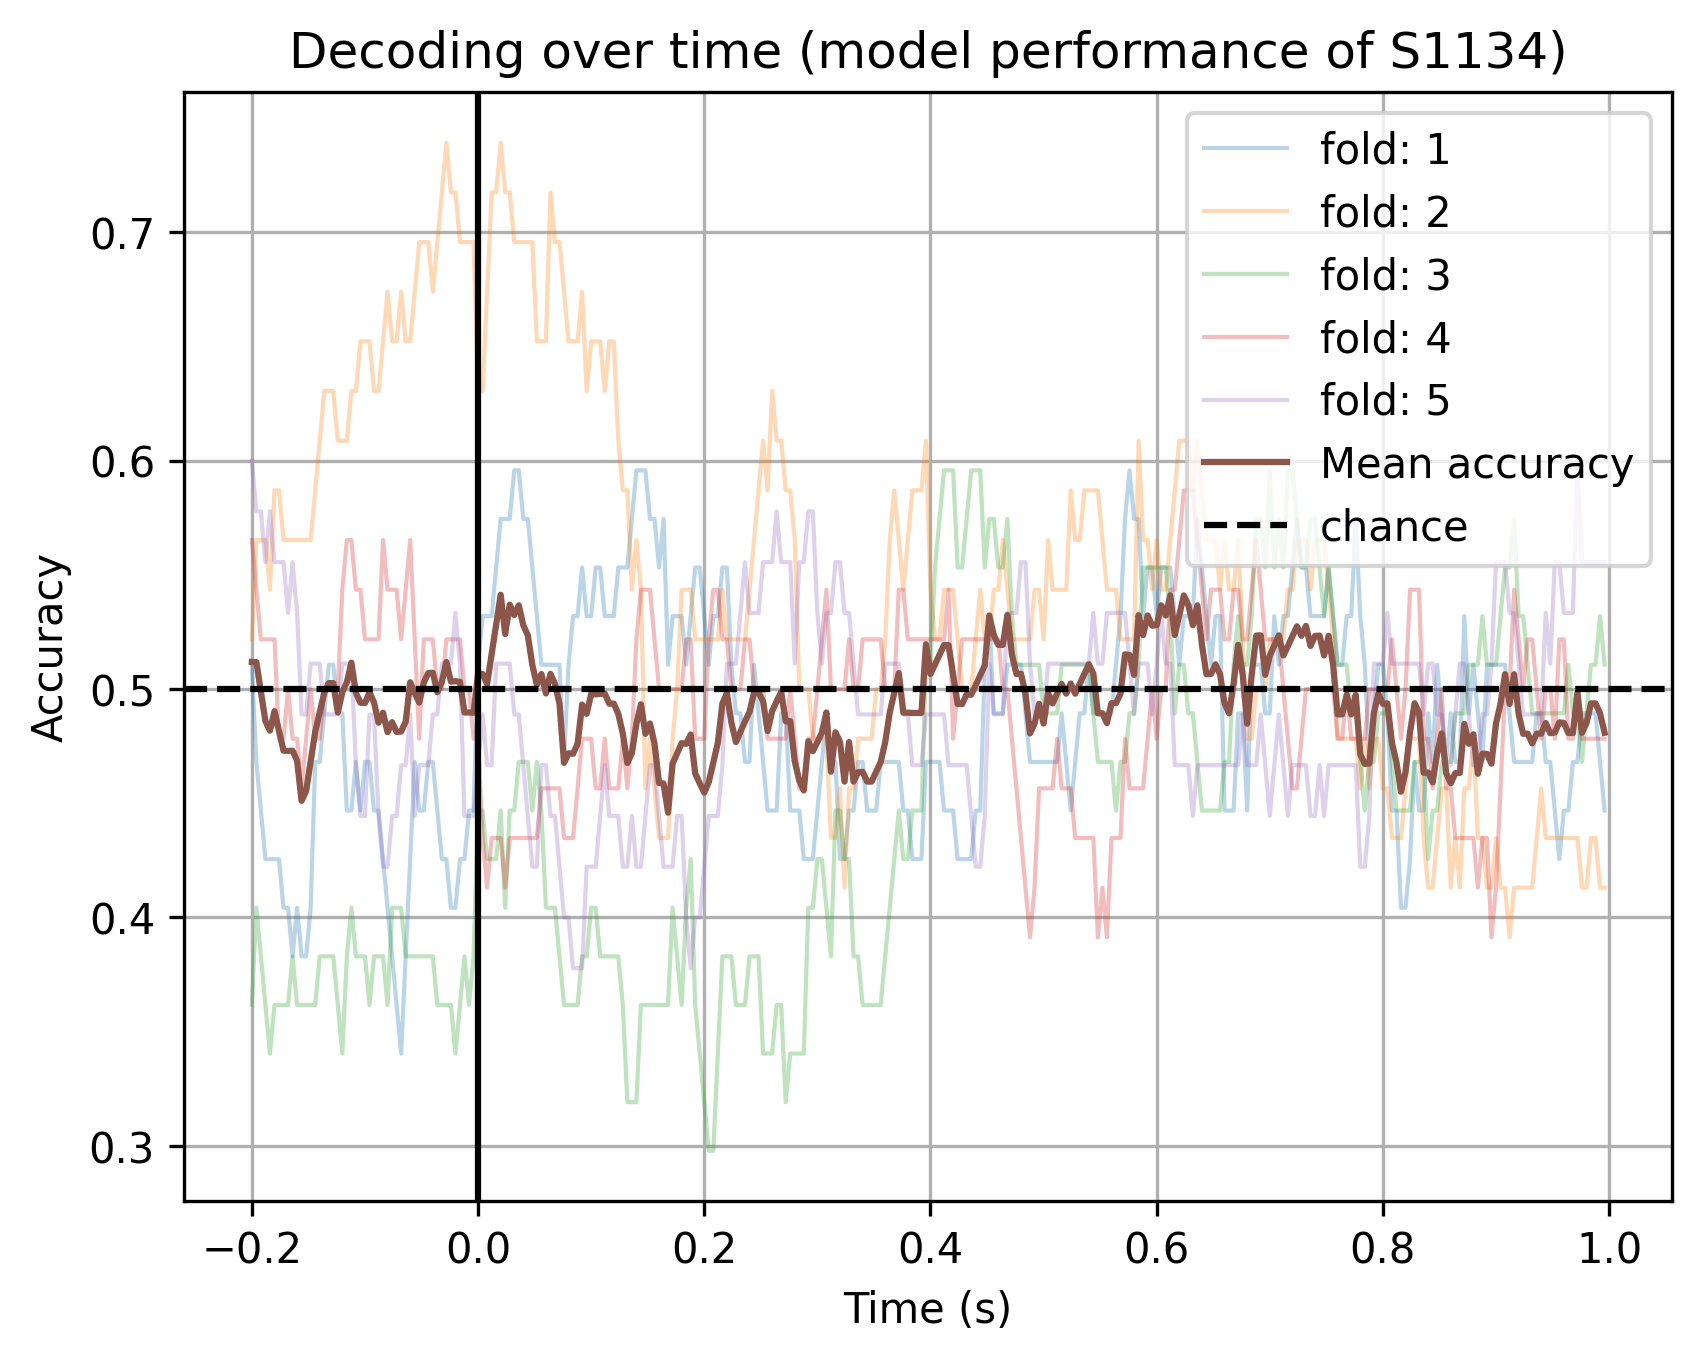 Decoding over time (model performance of S1134)
fold: 1
fold: 2
fold: 3
fold: 4
fold: 5
Mean accuracy
chance
Accuracy
0.7
0.6
0.5
0.4
0.3
−0.2 0.0 0.2 0.4 0.6 0.8 1.0
Time (s)